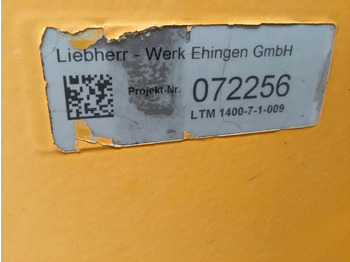 Liebherr - Werk Ehingen GmbH
Projekt-Nr. 072256
LTM 1400-7-1-009